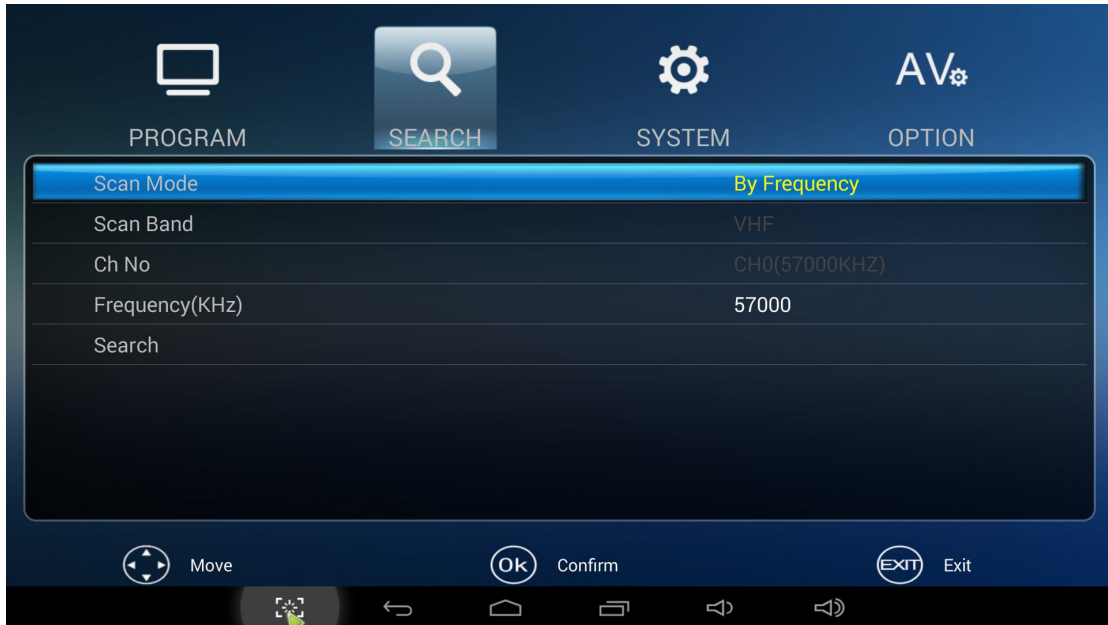 AV
PROGRAM SEARCH SYSTEM OPTION
Scan Mode By Frequency
Scan Band VHF
Ch No CH0(57000KHZ)
Frequency(KHz) 57000
Search
Move OK Confirm EXIT Exit